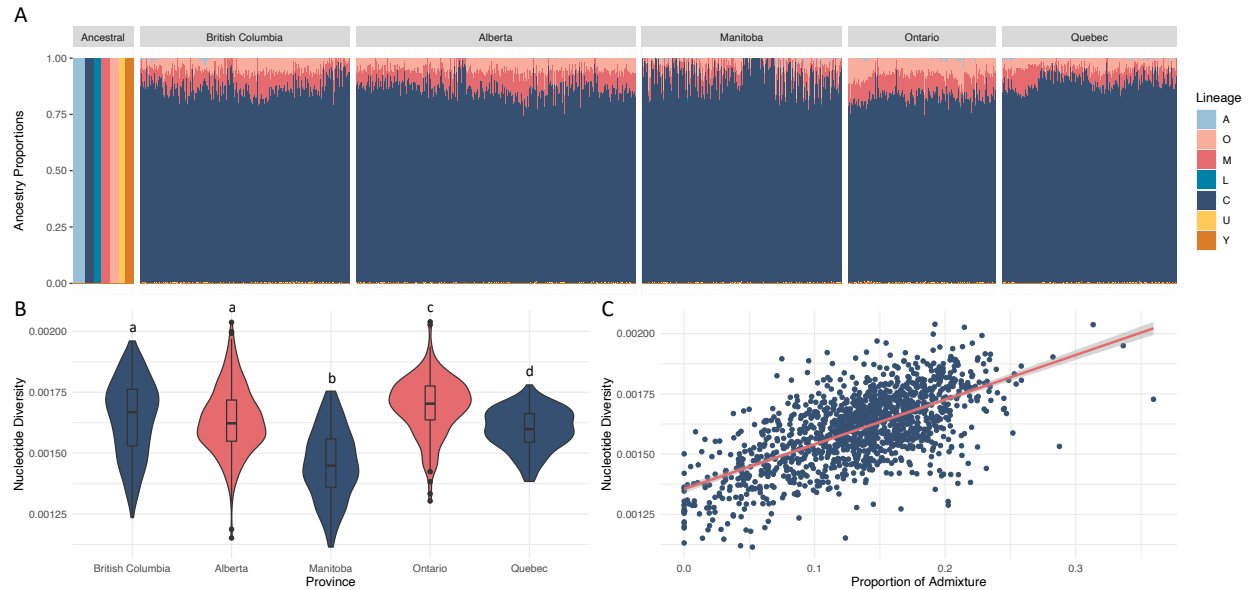 A
Ancestral British Columbia Alberta Manitoba Ontario Quebec
1.00
0.75
0.50
0.25
0.00
Ancestry Proportions
Lineage
A
O
M
L
C
U
Y
B
a a b c d
0.00200
0.00175
0.00150
0.00125
Nucleotide Diversity
British Columbia Alberta Manitoba Ontario Quebec
Province
C
0.00200
0.00175
0.00150
0.00125
Nucleotide Diversity
0.0 0.1 0.2 0.3
Proportion of Admixture